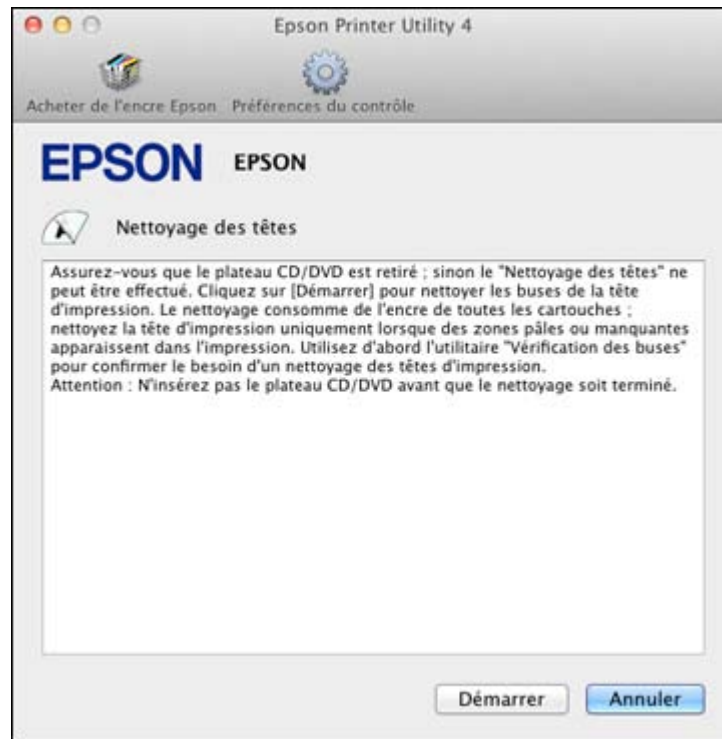 Epson Printer Utility 4
Acheter de l'encre Epson Préférences du contrôle
EPSON EPSON
Nettoyage des têtes
Assurez-vous que le plateau CD/DVD est retiré ; sinon le "Nettoyage des têtes" ne
peut être effectué. Cliquez sur [Démarrer] pour nettoyer les buses de la tête
d'impression. Le nettoyage consomme de l'encre de toutes les cartouches ;
nettoyez la tête d'impression uniquement lorsque des zones pâles ou manquantes
apparaissent dans l'impression. Utilisez d'abord l'utilitaire "Vérification des buses"
pour confirmer le besoin d'un nettoyage des têtes d'impression.
Attention : N'insérez pas le plateau CD/DVD avant que le nettoyage soit terminé.
Démarrer Annuler